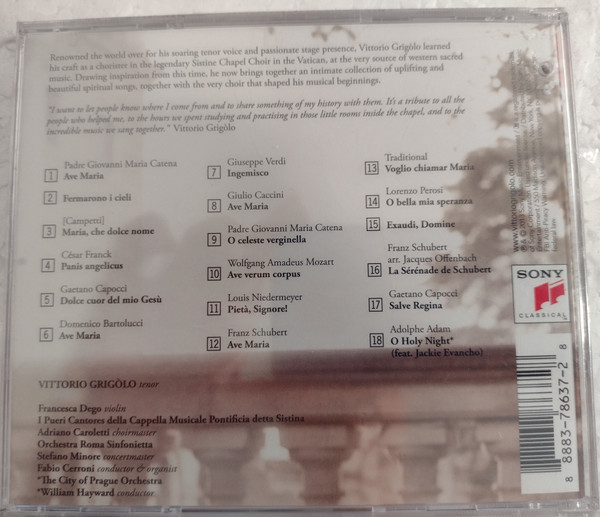 Renowned the world over for his soaring tenor voice and passionate stage presence, Vittorio Grigòlo learned
his craft as a chorister in the legendary Sistine Chapel Choir in the Vatican, at the very source of western sacred
music. Drawing inspiration from this time, he now brings together an intimate collection of uplifting and
beautiful spiritual songs, together with the very choir that shaped his musical beginnings.
"I want to let people know where I come from and to share something of my history with them. It's a tribute to all the
people who helped me, to the hours we spent studying and practising in those little rooms inside the chapel, and to the
incredible music we sang together." Vittorio Grigòlo
Padre Giovanni Maria Catena
1 Ave Maria
2 Fermarono i cieli
[Campetti]
3 Maria, che dolce nome
César Franck
4 Panis angelicus
Gaetano Capocci
5 Dolce cuor del mio Gesù
Domenico Bartolucci
6 Ave Maria
Giuseppe Verdi
7 Ingemisco
Giulio Caccini
8 Ave Maria
Padre Giovanni Maria Catena
9 O celeste verginella
Wolfgang Amadeus Mozart
10 Ave verum corpus
Louis Niedermeyer
11 Pietà, Signore!
Franz Schubert
12 Ave Maria
Traditional
13 Voglio chiamar Maria
Lorenzo Perosi
14 O bella mia speranza
15 Exaudi, Domine
Franz Schubert
arr. Jacques Offenbach
16 La Sérénade de Schubert
Gaetano Capocci
17 Salve Regina
Adolphe Adam
18 O Holy Night*
(feat. Jackie Evancho)
VITTORIO GRIGÒLO tenor
Francesca Dego violin
I Pueri Cantores della Cappella Musicale Pontificia detta Sistina
Adriano Caroletti choirmaster
Orchestra Roma Sinfonietta
Stefano Minore concertmaster
Fabio Cerroni conductor & organist
*The City of Prague Orchestra
*William Hayward conductor
www.vittoriogrigolo.com
SONY
CLASSICAL
8 88837-86372 8